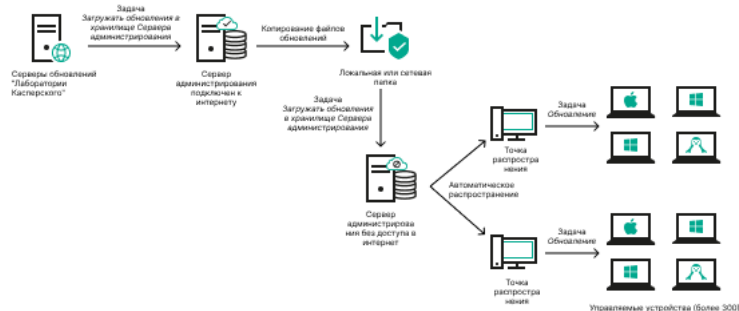 Задача
Загружать обновления в
хранилище Сервера
администрирования
Серверы обновлений
"Лаборатории
Касперского"
Сервер
администрирования
подключен к
интернету
Копирование файлов
обновлений
Локальная или сетевая
папка
Задача
Загружать обновления
в хранилище Сервера
администрирования
Сервер
администрирова
ния без доступа в
интернет
Автоматическое
распространение
Точка
распростра
нения
Задача
Обновление
Точка
распростра
нения
Задача
Обновление
Управляемые устройства (более 300)